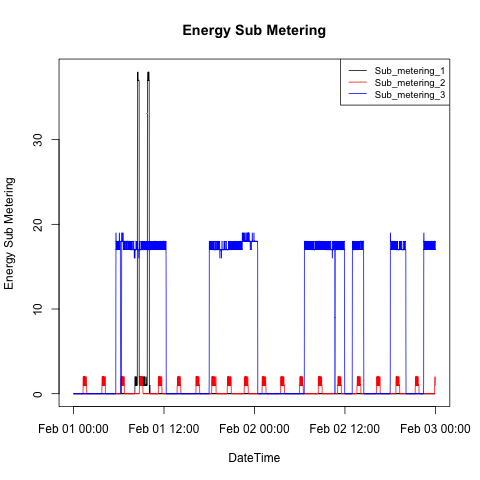 Energy Sub Metering
Sub_metering_1
Sub_metering_2
Sub_metering_3
Energy Sub Metering
30
20
10
0
Feb 01 00:00 Feb 01 12:00 Feb 02 00:00 Feb 02 12:00 Feb 03 00:00
DateTime